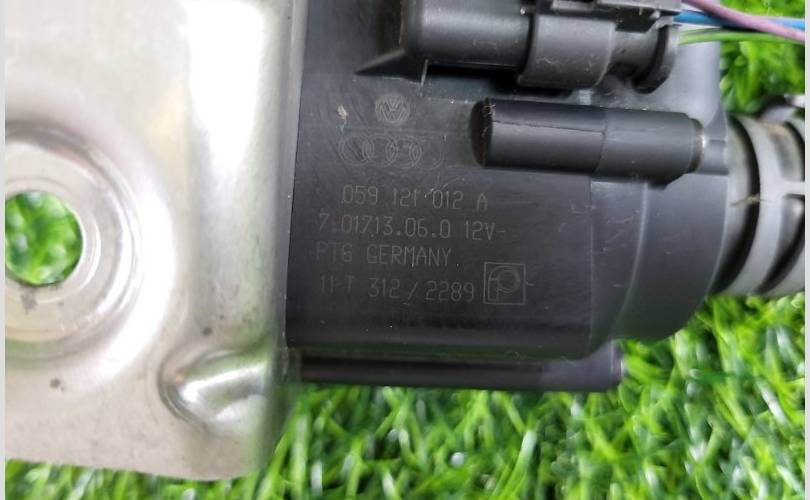 059 121 012 A
7.01713.06.0 12V-
PTG GERMANY
11-T 312 / 2289